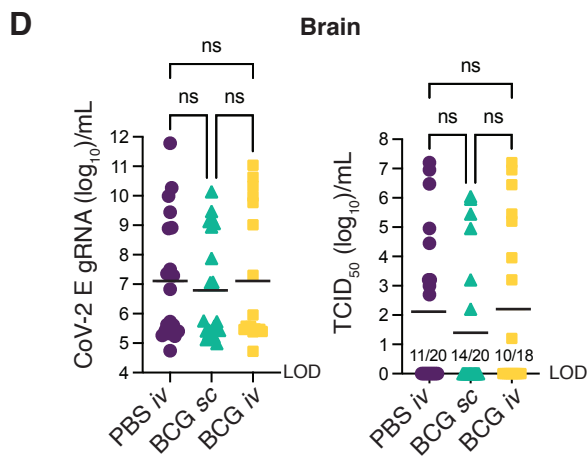 D
Brain
ns
ns ns
CoV-2 E gRNA (log10)/mL
12
11
10
9
8
7
6
5
4
LOD
PBS iv
BCG sc
BCG iv
ns
ns ns
TCID50 (log10)/mL
8
7
6
5
4
3
2
1
0
11/20 14/20 10/18
LOD
PBS iv
BCG sc
BCG iv